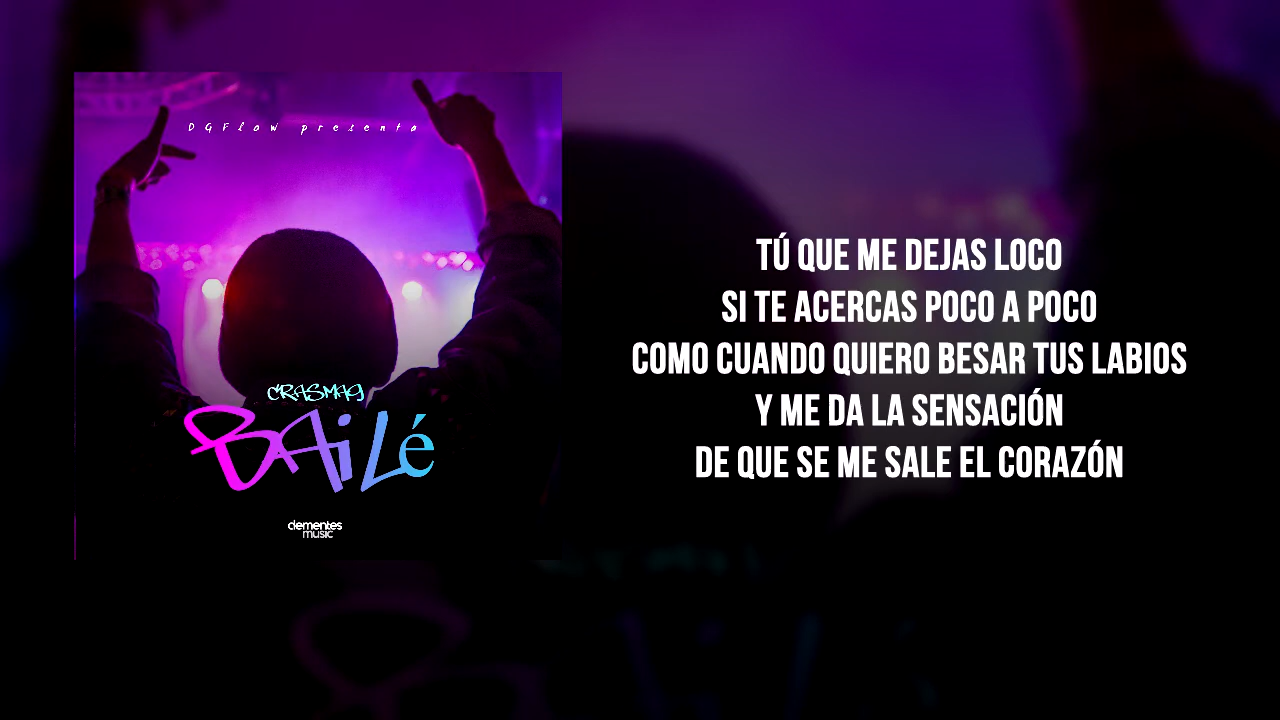 DGFlow presenta
CRASMAG
BAiLé
dementes
music
TÚ QUE ME DEJAS LOCO
SI TE ACERCAS POCO A POCO
COMO CUANDO QUIERO BESAR TUS LABIOS
Y ME DA LA SENSACIÓN
DE QUE SE ME SALE EL CORAZÓN